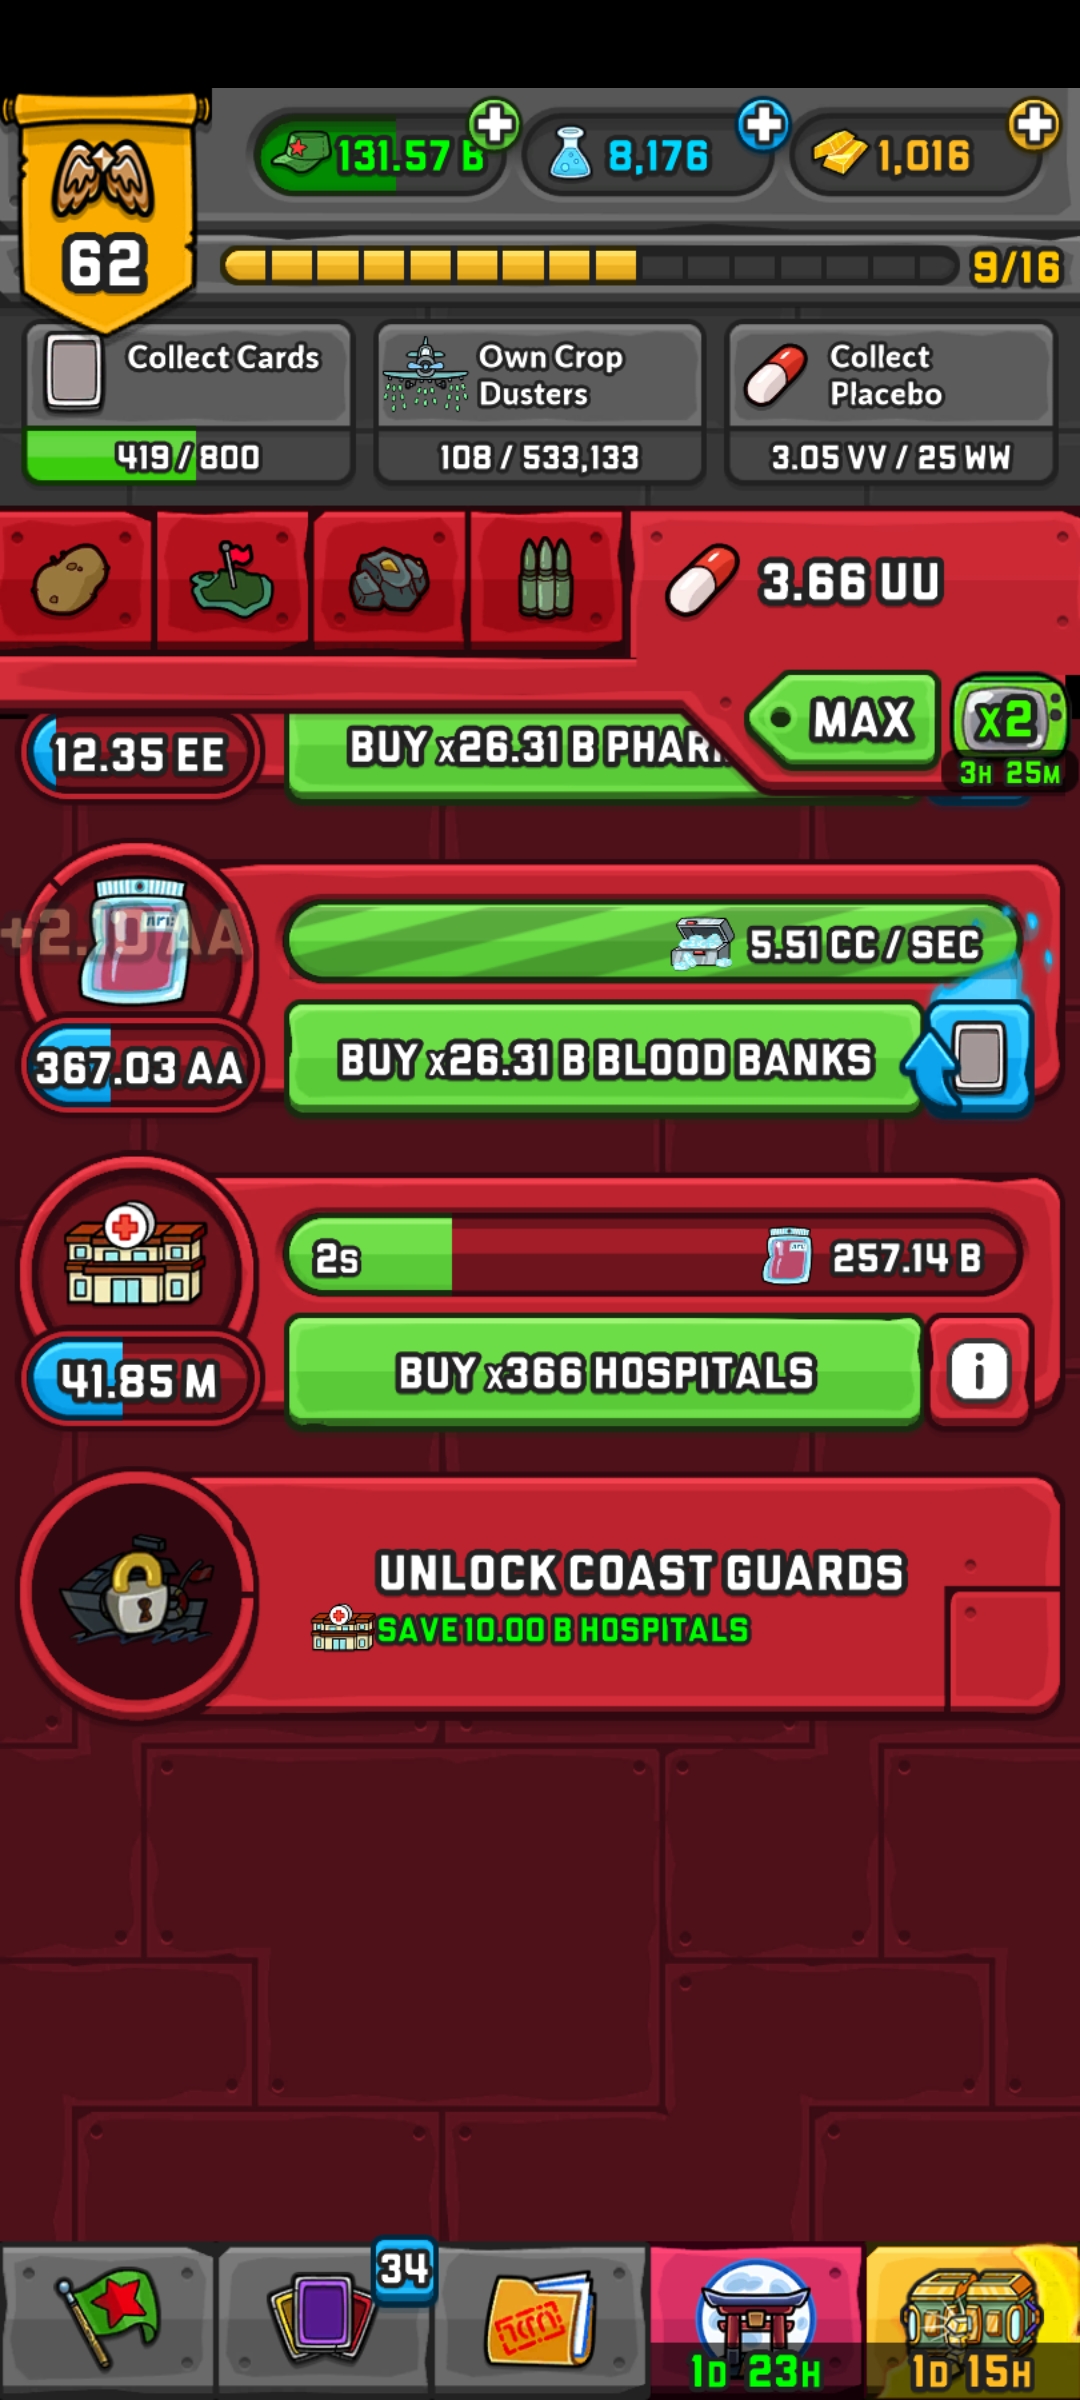 131.57 B
8,176
1,016
62
9/16
Collect Cards
419 / 800
Own Crop
Dusters
108 / 533,133
Collect
Placebo
3.05 VV / 25 WW
3.66 UU
MAX
x2
3H 25M
12.35 EE
BUY x26.31 B
5.51 CC / SEC
367.03 AA
BUY x26.31 B BLOOD BANKS
2s
257.14 B
41.85 M
BUY x366 HOSPITALS
i
UNLOCK COAST GUARDS
SAVE 10.00 B HOSPITALS
34
1D 23H
1D 15H